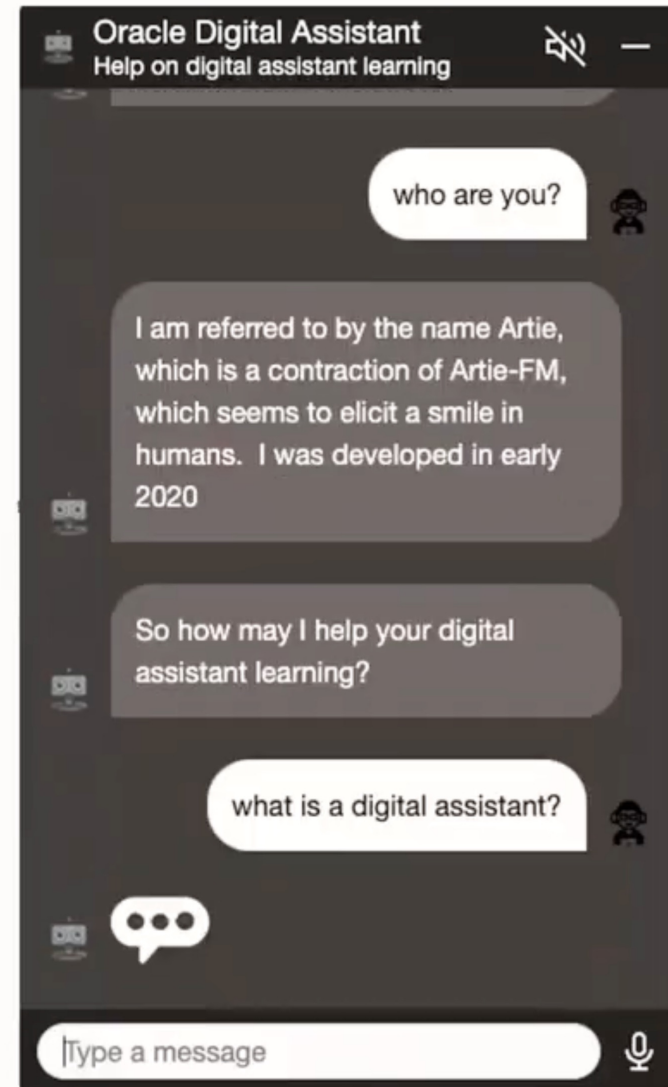 Oracle Digital Assistant
Help on digital assistant learning
who are you?
I am referred to by the name Artie,
which is a contraction of Artie-FM,
which seems to elicit a smile in
humans.  I was developed in early
2020
So how may I help your digital
assistant learning?
what is a digital assistant?
Type a message